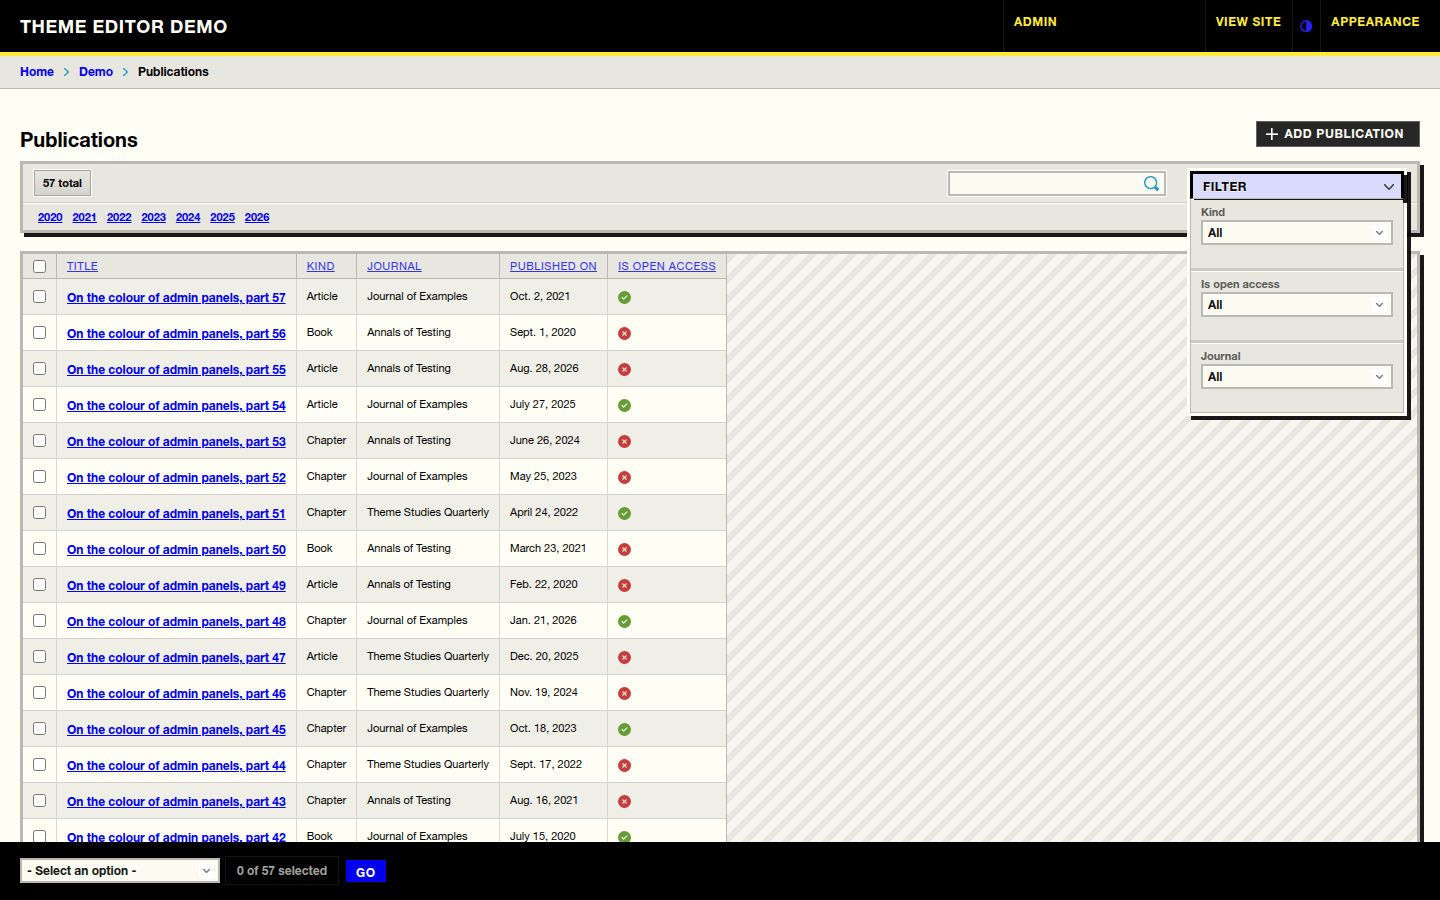 THEME EDITOR DEMO
ADMIN
VIEW SITE
APPEARANCE
Home
Demo
Publications
Publications
ADD PUBLICATION
57 total
2020 2021 2022 2023 2024 2025 2026
FILTER
Kind
All
Is open access
All
Journal
All
TITLE KIND JOURNAL PUBLISHED ON IS OPEN ACCESS
On the colour of admin panels, part 57 Article Journal of Examples Oct. 2, 2021
On the colour of admin panels, part 56 Book Annals of Testing Sept. 1, 2020
On the colour of admin panels, part 55 Article Annals of Testing Aug. 28, 2026
On the colour of admin panels, part 54 Article Journal of Examples July 27, 2025
On the colour of admin panels, part 53 Chapter Annals of Testing June 26, 2024
On the colour of admin panels, part 52 Chapter Journal of Examples May 25, 2023
On the colour of admin panels, part 51 Chapter Theme Studies Quarterly April 24, 2022
On the colour of admin panels, part 50 Book Annals of Testing March 23, 2021
On the colour of admin panels, part 49 Article Annals of Testing Feb. 22, 2020
On the colour of admin panels, part 48 Chapter Journal of Examples Jan. 21, 2026
On the colour of admin panels, part 47 Article Theme Studies Quarterly Dec. 20, 2025
On the colour of admin panels, part 46 Chapter Theme Studies Quarterly Nov. 19, 2024
On the colour of admin panels, part 45 Chapter Journal of Examples Oct. 18, 2023
On the colour of admin panels, part 44 Chapter Theme Studies Quarterly Sept. 17, 2022
On the colour of admin panels, part 43 Chapter Annals of Testing Aug. 16, 2021
On the colour of admin panels, part 42 Book Journal of Examples July 15, 2020
- Select an option -
0 of 57 selected
GO